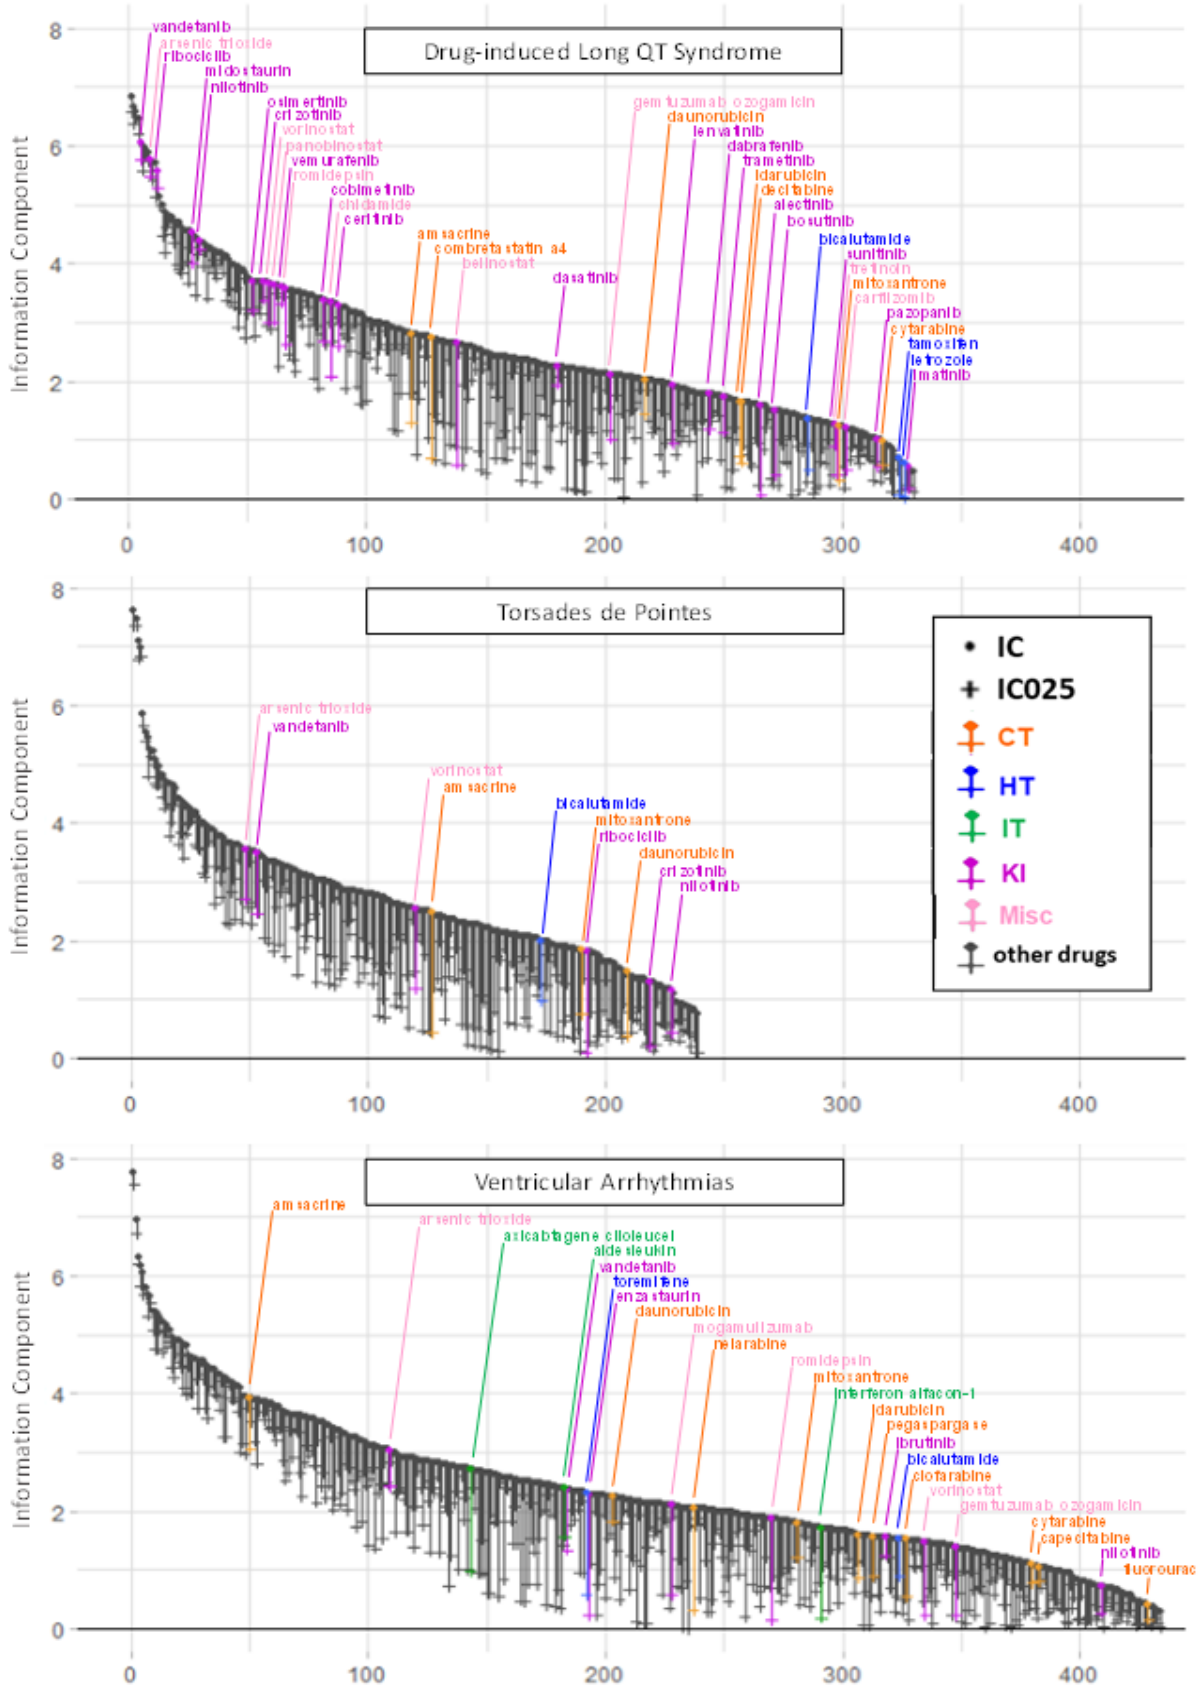 Drug-induced Long QT Syndrome
Information Component
8
6
4
2
0
vandetanib
arsenic trioxide
ribociclib
midostaurin
nilotinib
osimertinib
crizotinib
vorinostat
panobinostat
vemurafenib
romidepsin
cobimetinib
chidamide
ceritinib
amsacrine
combretastatin a4
belinostat
dasatinib
gemtuzumab ozogamicin
daunorubicin
lenvatinib
dabrafenib
trametinib
idarubicin
decitabine
alectinib
bosutinib
bicalutamide
sunitinib
tretinoin
mitoxantrone
carfilzomib
pazopanib
cytarabine
tamoxifen
letrozole
imatinib
0 100 200 300 400
Torsades de Pointes
Information Component
8
6
4
2
0
arsenic trioxide
vandetanib
vorinostat
amsacrine
bicalutamide
mitoxantrone
ribociclib
daunorubicin
crizotinib
nilotinib
0 100 200 300 400
IC
IC025
CT
HT
IT
KI
Misc
other drugs
Ventricular Arrhythmias
Information Component
8
6
4
2
0
amsacrine
arsenic trioxide
axicabtagene ciloleucel
aldesleukin
vandetanib
toremifene
enzastaurin
daunorubicin
mogamulizumab
nelarabine
romidepsin
mitoxantrone
interferon alfacon-1
idarubicin
pegaspargase
ibrutinib
bicalutamide
clofarabine
vorinostat
gemtuzumab ozogamicin
cytarabine
capecitabine
nilotinib
fluorourac
0 100 200 300 400